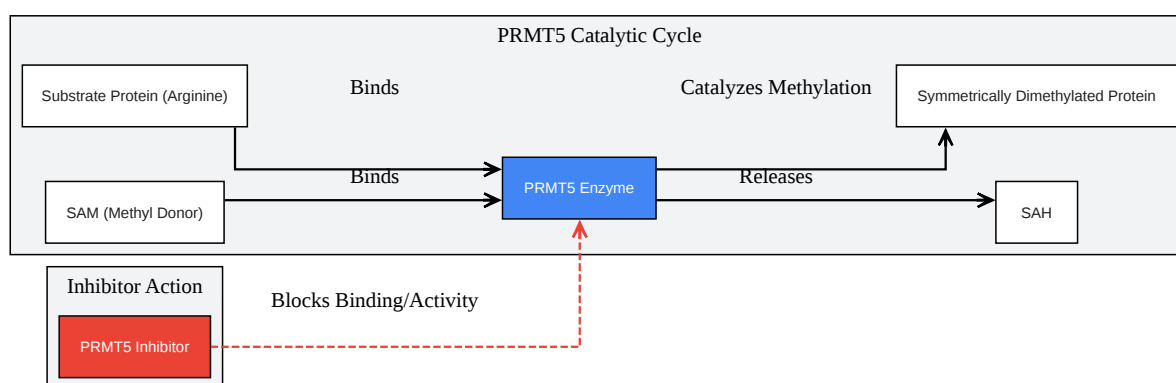 PRMT5 Catalytic Cycle
Substrate Protein (Arginine)
Binds
Catalyzes Methylation
Symmetrically Dimethylated Protein
Binds
PRMT5 Enzyme
Releases
SAM (Methyl Donor)
SAH
Inhibitor Action
Blocks Binding/Activity
PRMT5 Inhibitor